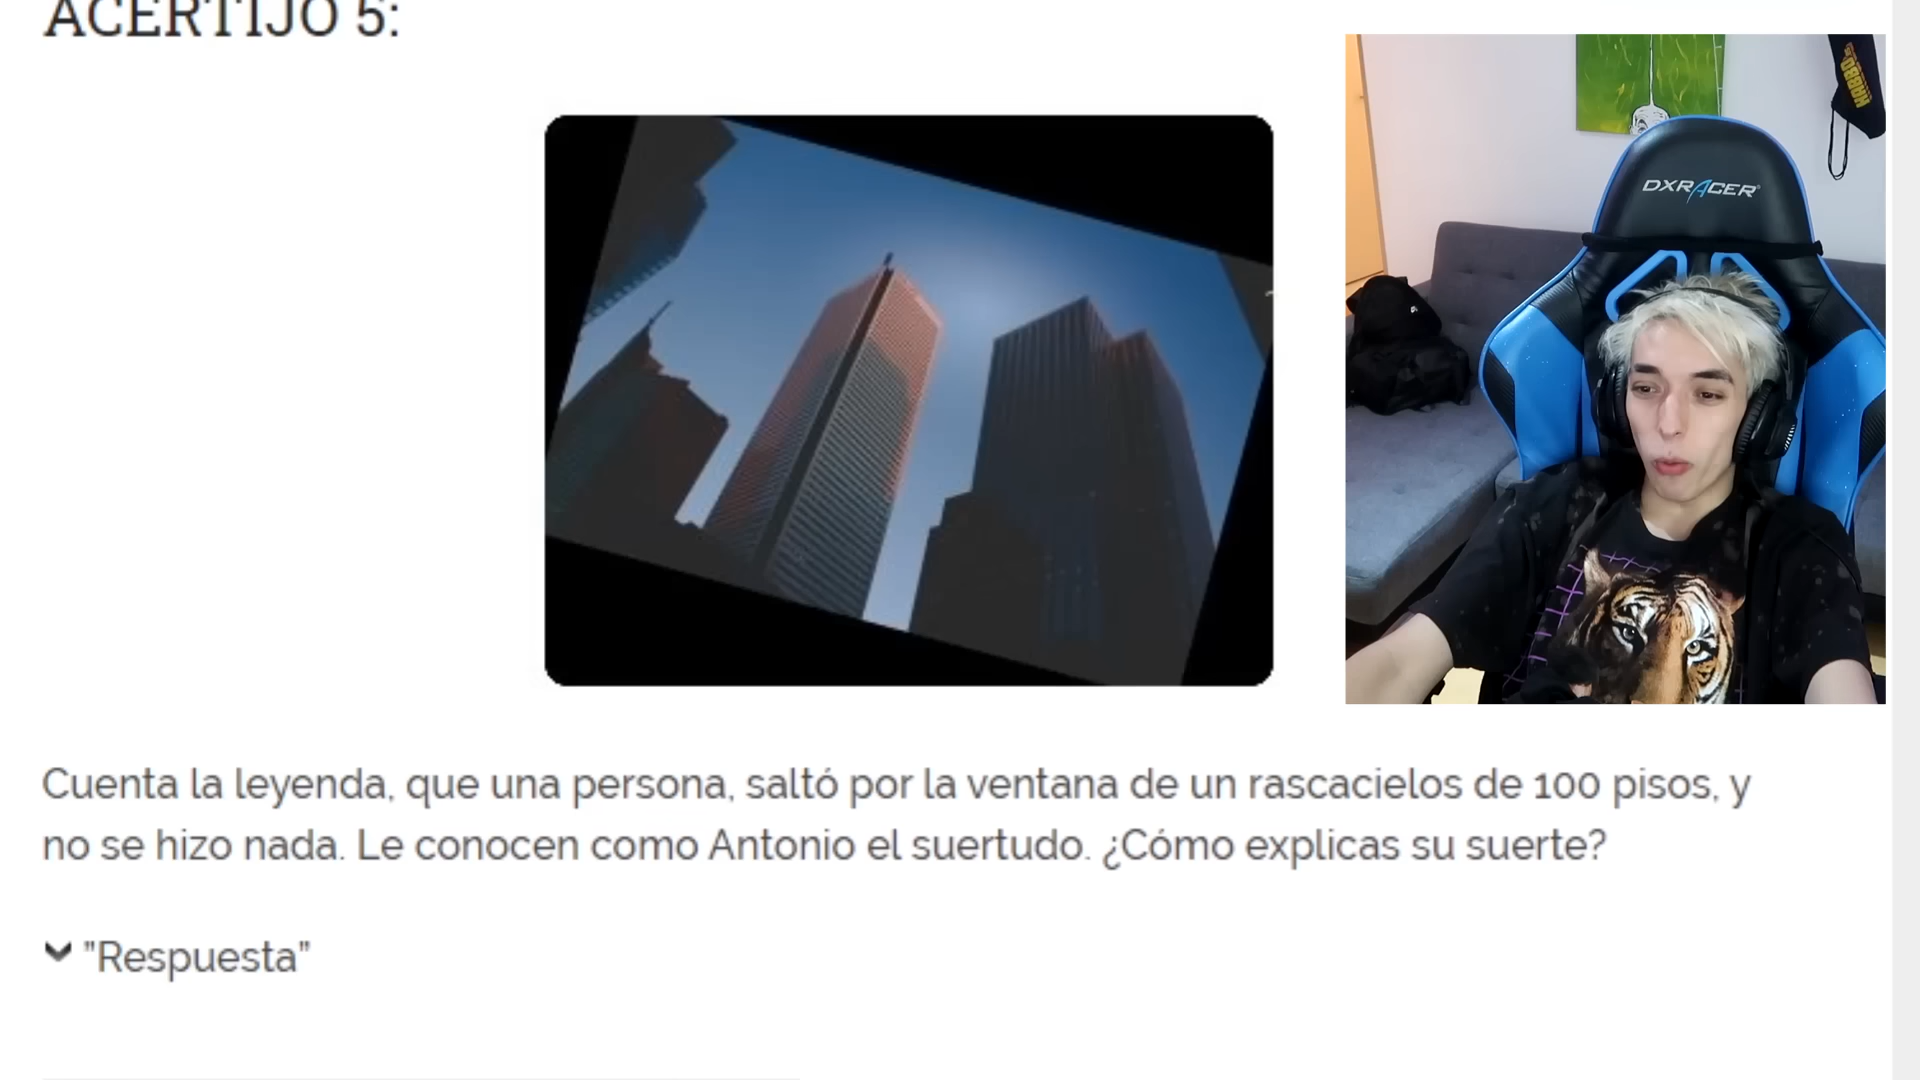 ACERTIJO 5:
DXRACER
Cuenta la leyenda, que una persona, saltó por la ventana de un rascacielos de 100 pisos, y
no se hizo nada. Le conocen como Antonio el suertudo. ¿Cómo explicas su suerte?
"Respuesta"